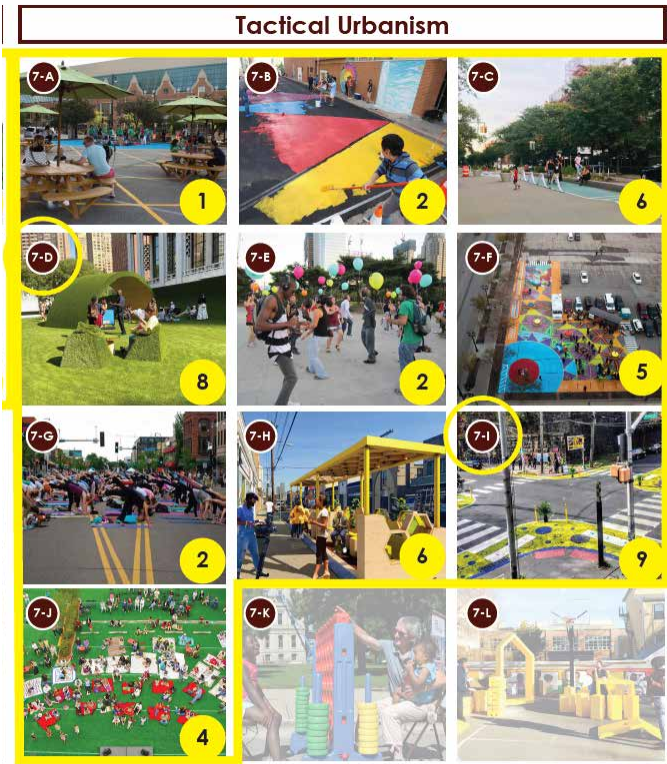 Tactical Urbanism
7-A
1
7-B
2
7-C
6
7-D
8
7-E
2
7-F
5
7-G
2
7-H
6
7-I
9
7-J
4
7-K
7-L